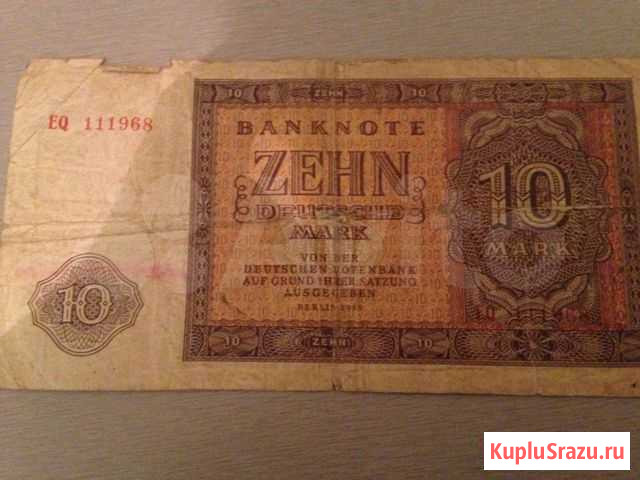 10 ZEHN 10
EQ 111968
BANKNOTE
ZEHN
DEUTSCHE
MARK
10
MARK
VON DER
DEUTSCHEN NOTENBANK
AUF GRUND IHRER SATZUNG
AUSGEGEBEN
10
10 ZEHN 10
KupluSrazu.ru